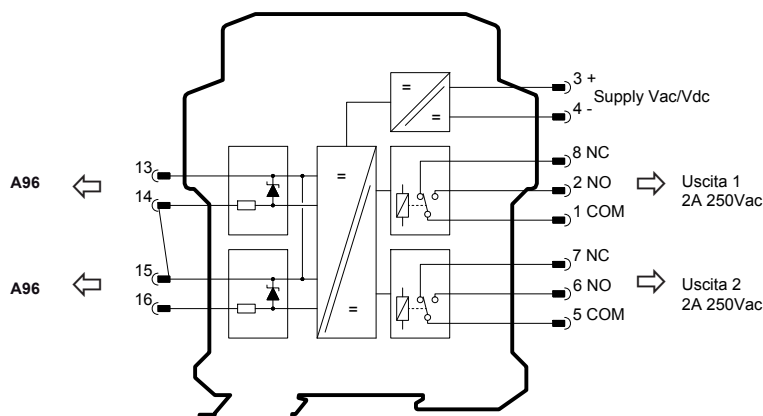 3 +
Supply Vac/Vdc
4 -
=
=
8 NC
13
=
A96
2 NO
Uscita 1
14
2A 250Vac
1 COM
7 NC
15
A96
6 NO
Uscita 2
16
2A 250Vac
=
5 COM